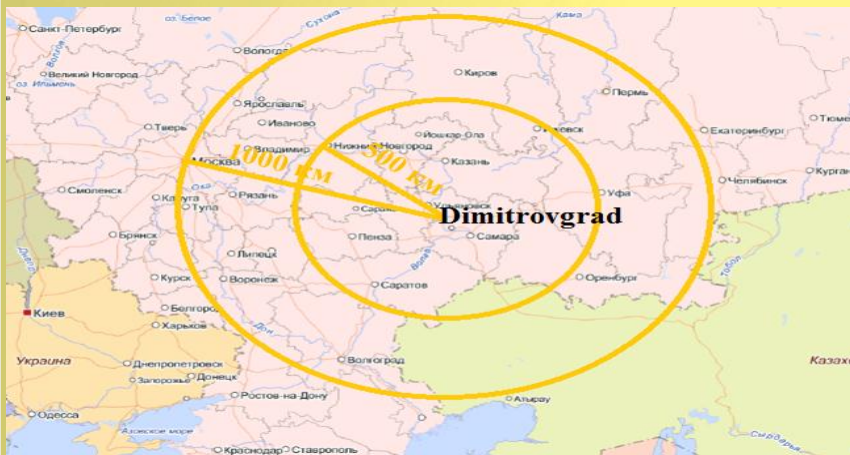 оз. Белое
Сухона
Кама
Санкт-Петербург
Вологда
Волхов
Великий Новгород
оз. Ильмень
Киров
Пермь
Ярославль
Тверь
Иваново
Йошкар-Ола
Ижевск
Екатеринбург
Тюме
Владимир
Нижний Новгород
Москва
Казань
1000 КМ
500 КМ
Челябинск
Курган
Смоленск
Ока
Рязань
Уфа
Калуга
Тула
Саранск
Ульяновск
Dimitrovgrad
Брянск
Пенза
Самара
Липецк
Волга
Тобол
Курск
Воронеж
Саратов
Оренбург
Днепр
Киев
Белгород
Харьков
Дон
Украина
Днепропетровск
Волгоград
Казахс
Запорожье
Донецк
Ростов-на-Дону
Атырау
Одесса
Азовское море
Сырдарья
Краснодар
Ставрополь